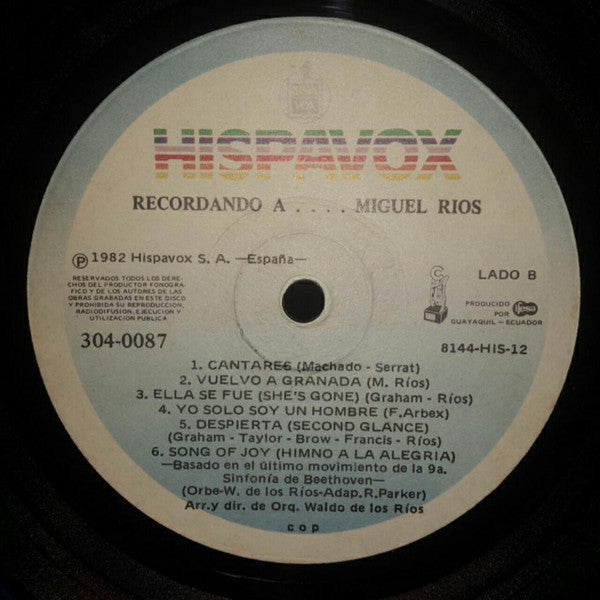 HISPAVOX
RECORDANDO A . . . . MIGUEL RIOS
Ⓟ 1982 Hispavox S. A. —España—
RESERVADOS TODOS LOS DERE-
CHOS DEL PRODUCTOR FONOGRA-
FICO Y DE LOS AUTORES DE LAS
OBRAS GRABADAS EN ESTE DISCO
Y PROHIBIDA SU REPRODUCCION,
RADIODIFUSION, EJECUCION Y
UTILIZACION PUBLICA
304-0087
LADO B
PRODUCIDO
POR
GUAYAQUIL - ECUADOR
8144-HIS-12
1. CANTARES (Machado - Serrat)
2. VUELVO A GRANADA (M. Ríos)
3. ELLA SE FUE (SHE'S GONE) (Graham - Ríos)
4. YO SOLO SOY UN HOMBRE (F.Arbex)
5. DESPIERTA (SECOND GLANCE)
(Graham - Taylor - Brow - Francis - Ríos)
6. SONG OF JOY (HIMNO A LA ALEGRIA)
—Basado en el último movimiento de la 9a.
Sinfonía de Beethoven—
(Orbe-W. de los Ríos-Adap.R.Parker)
Arr.y dir. de Orq. Waldo de los Ríos
cop